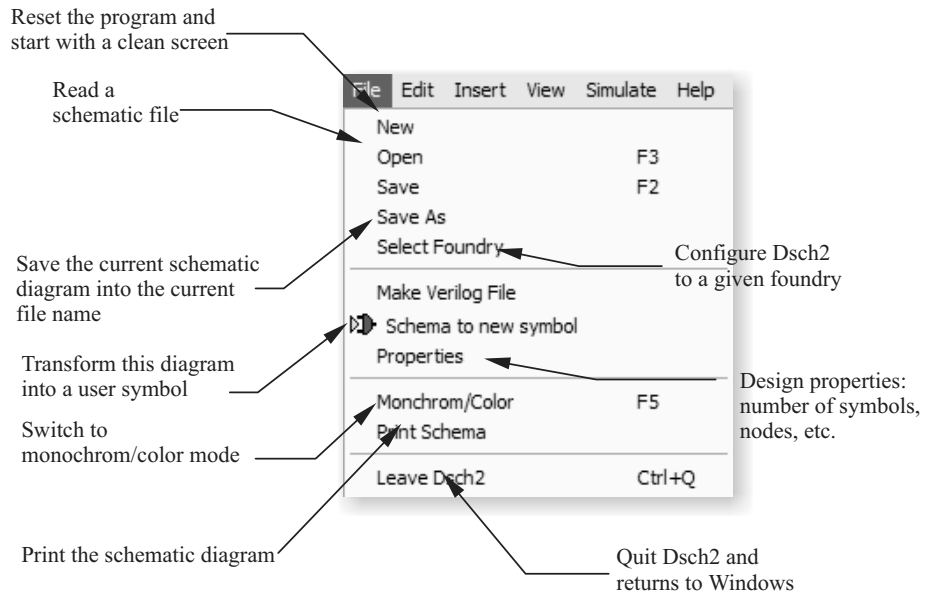 Reset the program and
start with a clean screen
Read a
schematic file
File Edit Insert View Simulate Help
New
Open F3
Save F2
Save As
Select Foundry
Configure Dsch2
to a given foundry
Save the current schematic
diagram into the current
file name
Make Verilog File
Schema to new symbol
Properties
Transform this diagram
into a user symbol
Design properties:
number of symbols,
nodes, etc.
Monchrom/Color F5
Print Schema
Switch to
monochrom/color mode
Leave Dsch2 Ctrl+Q
Print the schematic diagram
Quit Dsch2 and
returns to Windows